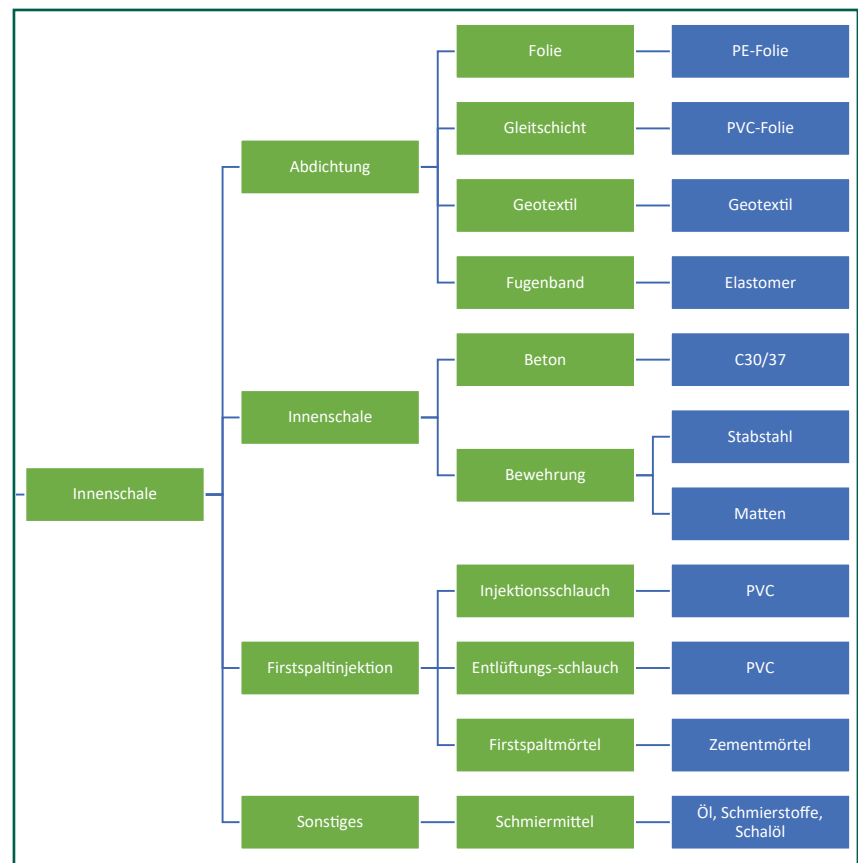 Folie
PE-Folie
Gleitschicht
PVC-Folie
Abdichtung
Geotextil
Geotextil
Fugenband
Elastomer
Beton
C30/37
Innenschale
Stabstahl
Bewehrung
Innenschale
Matten
Injektionsschlauch
PVC
Firstspaltinjektion
Entlüftungs-schlauch
PVC
Firstspaltmörtel
Zementmörtel
Sonstiges
Schmiermittel
Öl, Schmierstoffe,
Schalöl